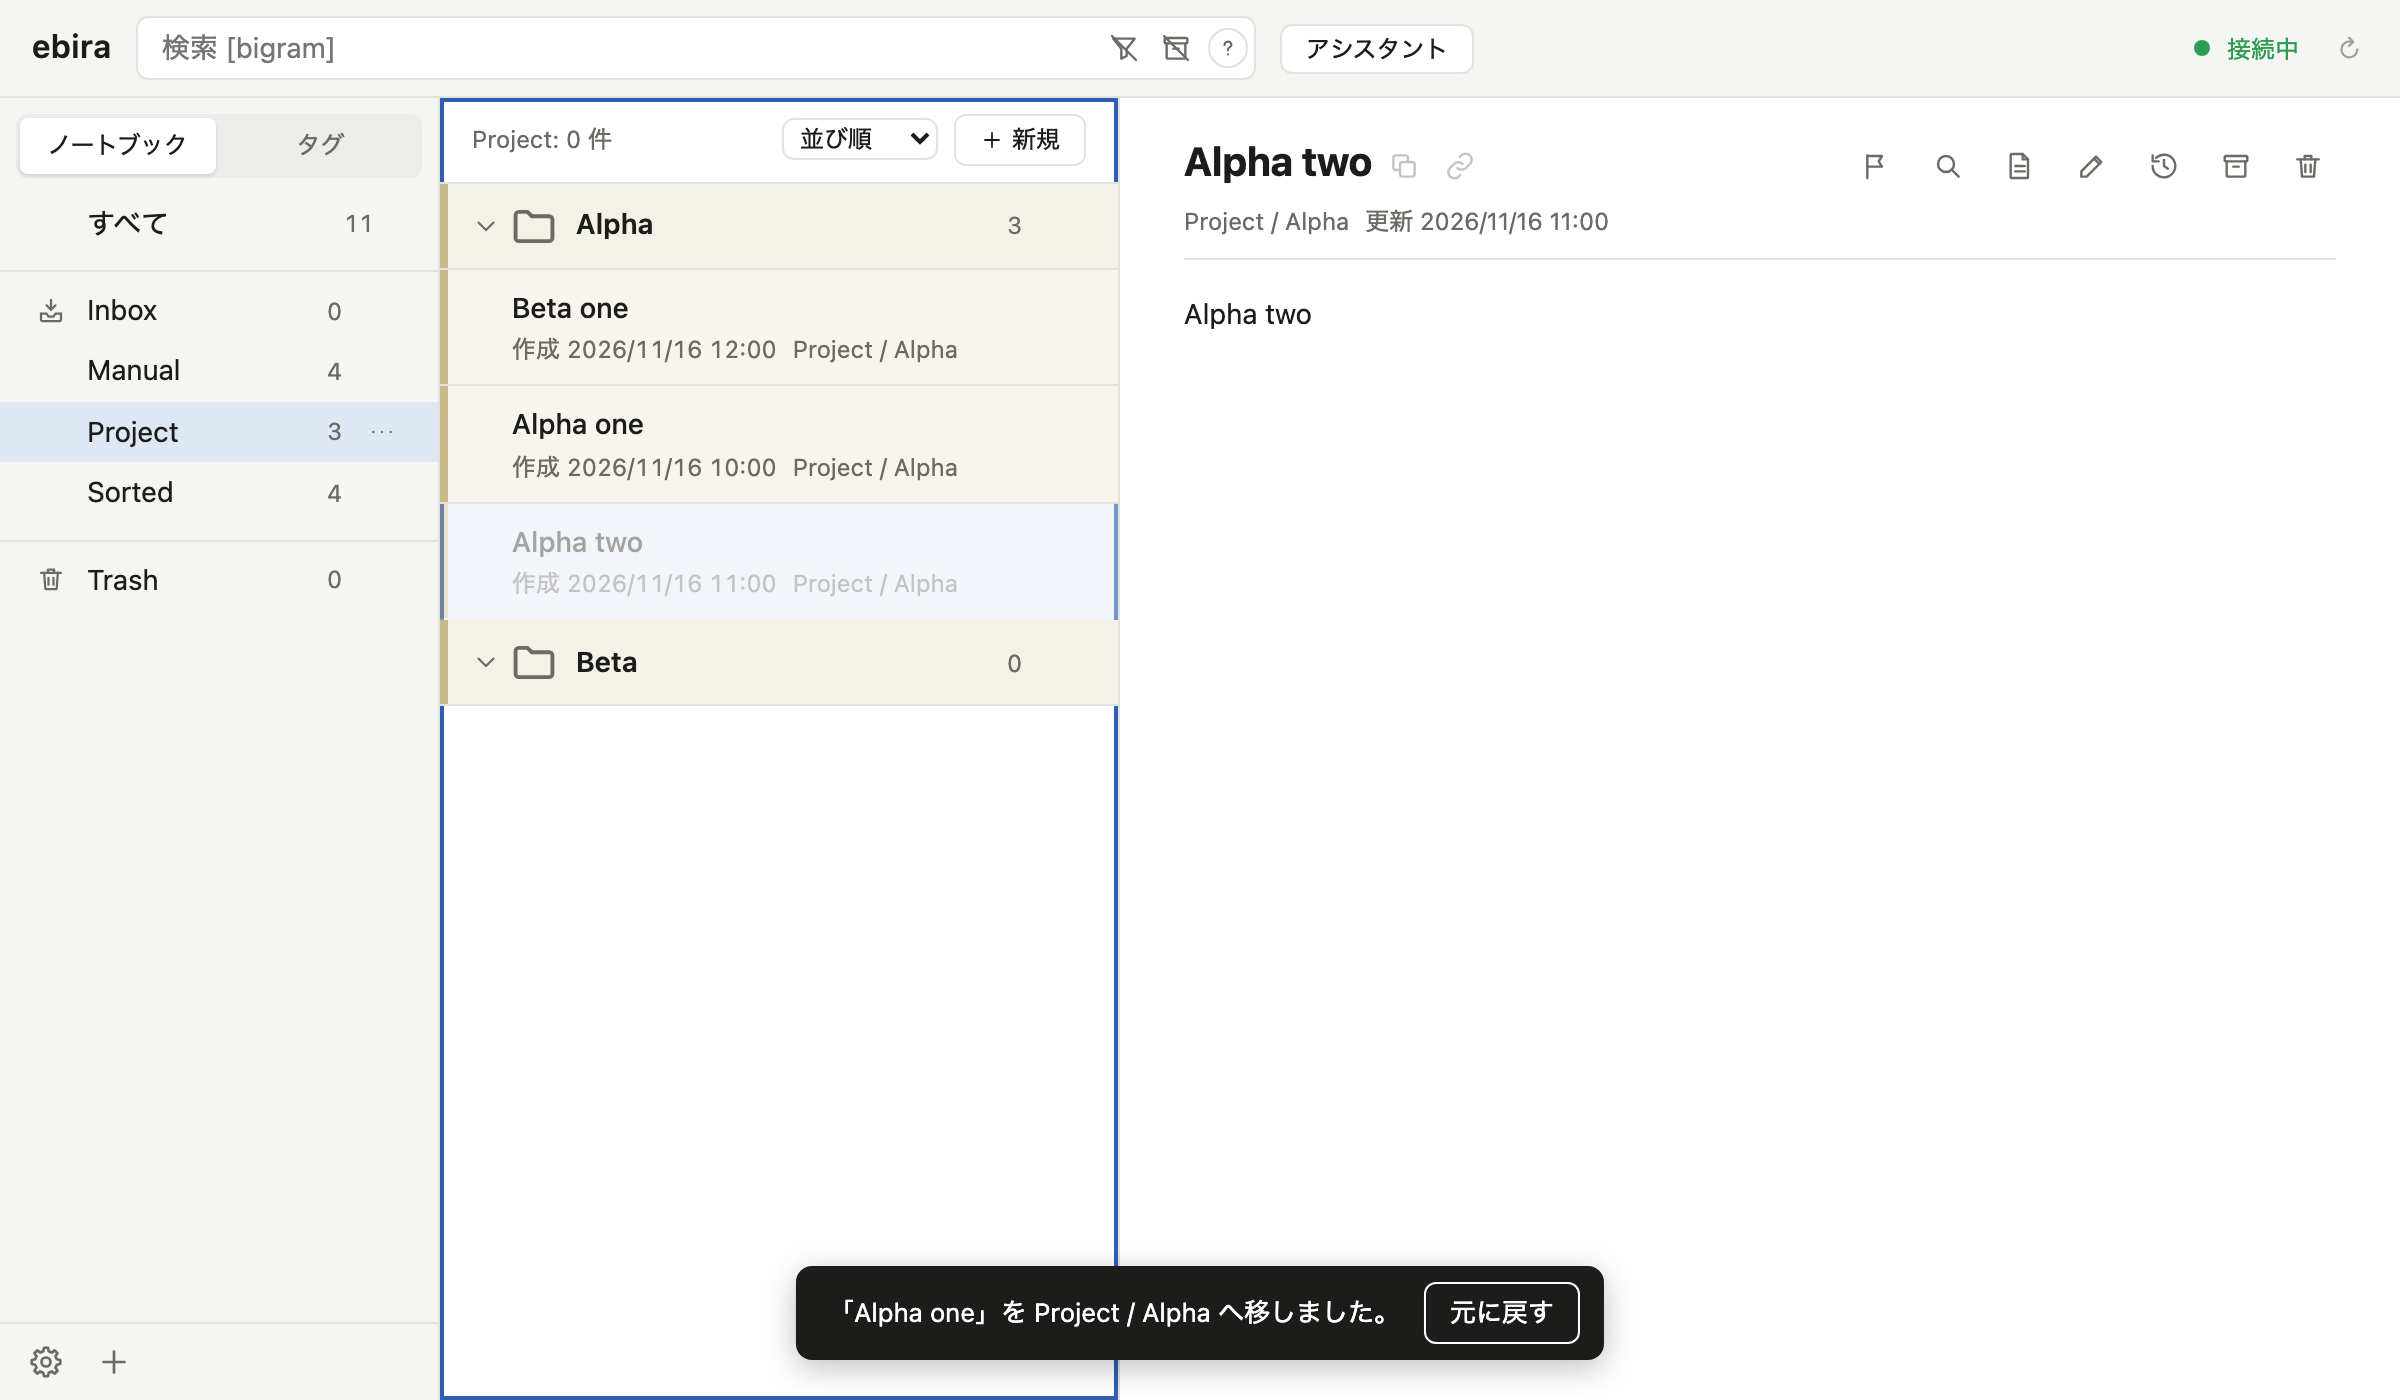 ebira
検索 [bigram]
?
アシスタント
接続中
ノートブック
タグ
すべて 11
Inbox 0
Manual 4
Project 3 ···
Sorted 4
Trash 0
Project: 0 件
並び順
+ 新規
Alpha 3
Beta one
作成 2026/11/16 12:00 Project / Alpha
Alpha one
作成 2026/11/16 10:00 Project / Alpha
Alpha two
作成 2026/11/16 11:00 Project / Alpha
Beta 0
Alpha two
Project / Alpha 更新 2026/11/16 11:00
Alpha two
「Alpha one」を Project / Alpha へ移しました。
元に戻す